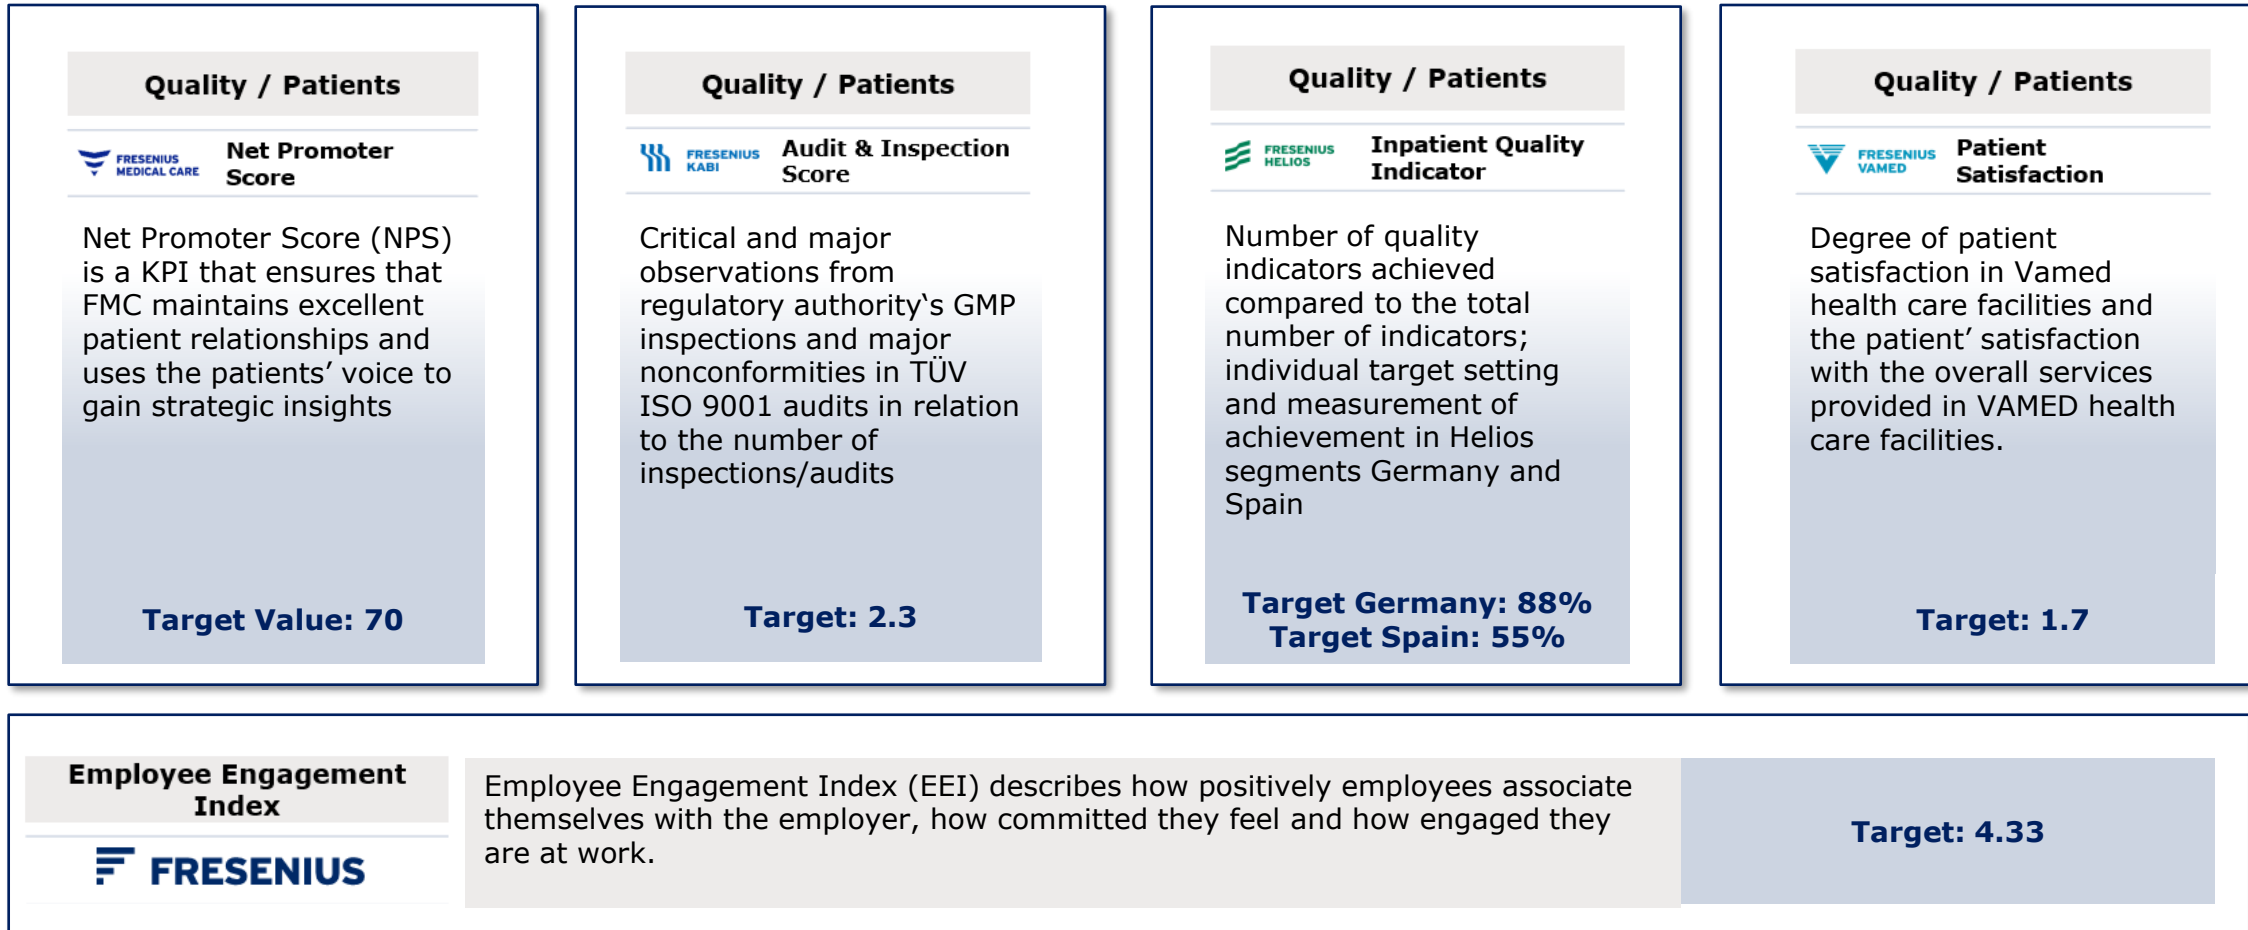 Quality / Patients
FRESENIUS
MEDICAL CARE
Net Promoter
Score
Net Promoter Score (NPS)
is a KPI that ensures that
FMC maintains excellent
patient relationships and
uses the patients’ voice to
gain strategic insights
Target Value: 70
Quality / Patients
FRESENIUS
KABI
Audit & Inspection
Score
Critical and major
observations from
regulatory authority‘s GMP
inspections and major
nonconformities in TÜV
ISO 9001 audits in relation
to the number of
inspections/audits
Target: 2.3
Quality / Patients
FRESENIUS
HELIOS
Inpatient Quality
Indicator
Number of quality
indicators achieved
compared to the total
number of indicators;
individual target setting
and measurement of
achievement in Helios
segments Germany and
Spain
Target Germany: 88%
Target Spain: 55%
Quality / Patients
FRESENIUS
VAMED
Patient
Satisfaction
Degree of patient
satisfaction in Vamed
health care facilities and
the patient’ satisfaction
with the overall services
provided in VAMED health
care facilities.
Target: 1.7
Employee Engagement
Index
FRESENIUS
Employee Engagement Index (EEI) describes how positively employees associate
themselves with the employer, how committed they feel and how engaged they
are at work.
Target: 4.33